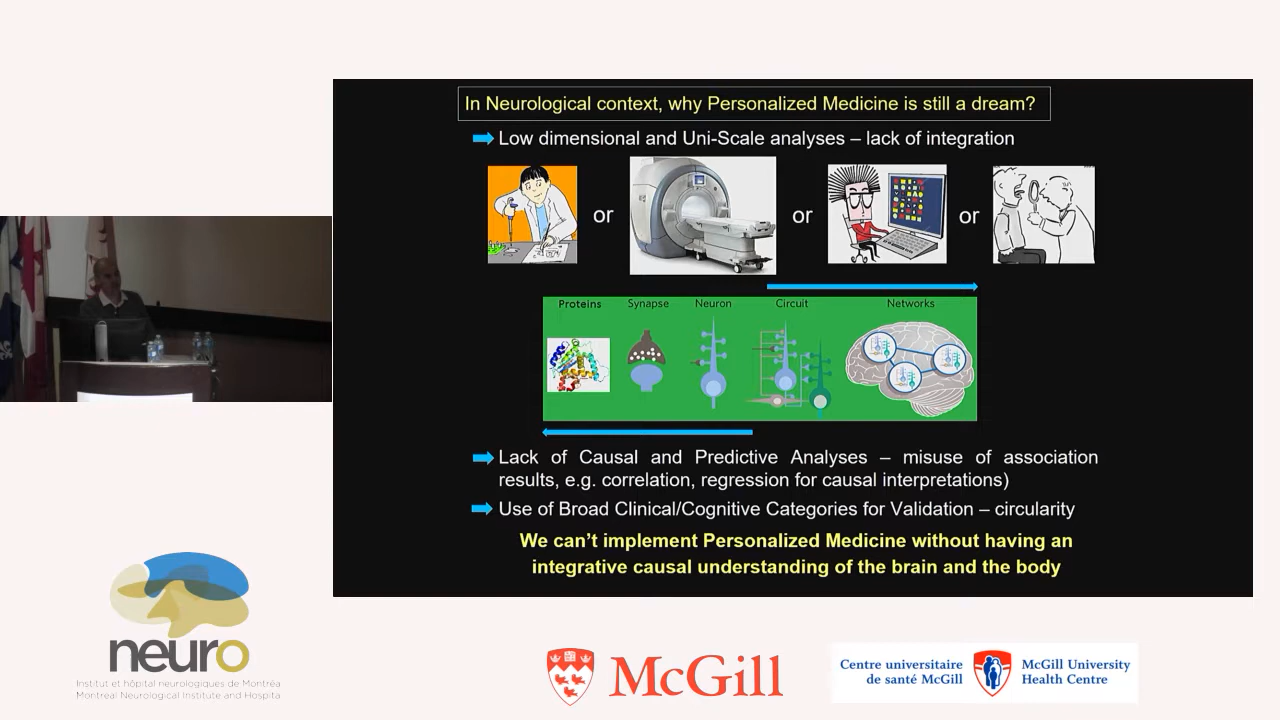 In Neurological context, why Personalized Medicine is still a dream?
Low dimensional and Uni-Scale analyses – lack of integration
or
or
or
Proteins
Synapse
Neuron
Circuit
Networks
Lack of Causal and Predictive Analyses – misuse of association
results, e.g. correlation, regression for causal interpretations)
Use of Broad Clinical/Cognitive Categories for Validation – circularity
We can't implement Personalized Medicine without having an
integrative causal understanding of the brain and the body
neuro
Institut et hôpital neurologiques de Montréa
Montreal Neurological Institute and Hospita
McGill
Centre universitaire
de santé McGill
McGill University
Health Centre